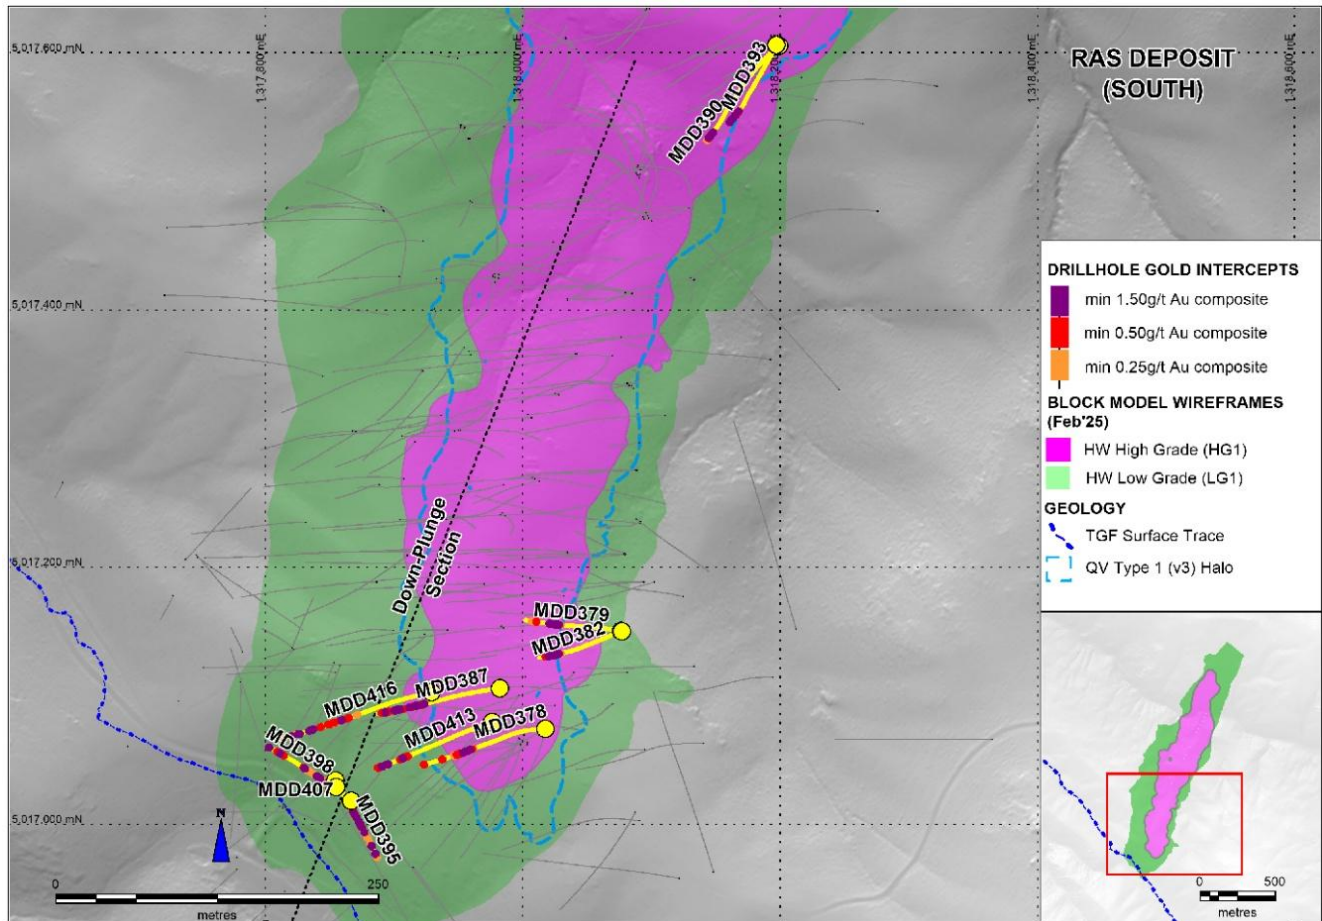 1,317,800 mE
1,318,000 mE
1,318,200 mE
1,318,400 mE
1,318,600 mE
5,017,600 mN
5,017,400 mN
5,017,200 mN
5,017,000 mN
RAS DEPOSIT
(SOUTH)
MDD393
MDD390
Down-Plunge
Section
MDD379
MDD382
MDD387
MDD416
MDD413
MDD378
MDD398
MDD407
MDD395
N
0
250
metres
DRILLHOLE GOLD INTERCEPTS
min 1.50g/t Au composite
min 0.50g/t Au composite
min 0.25g/t Au composite
BLOCK MODEL WIREFRAMES
(Feb'25)
HW High Grade (HG1)
HW Low Grade (LG1)
GEOLOGY
TGF Surface Trace
QV Type 1 (v3) Halo
0
500
metres